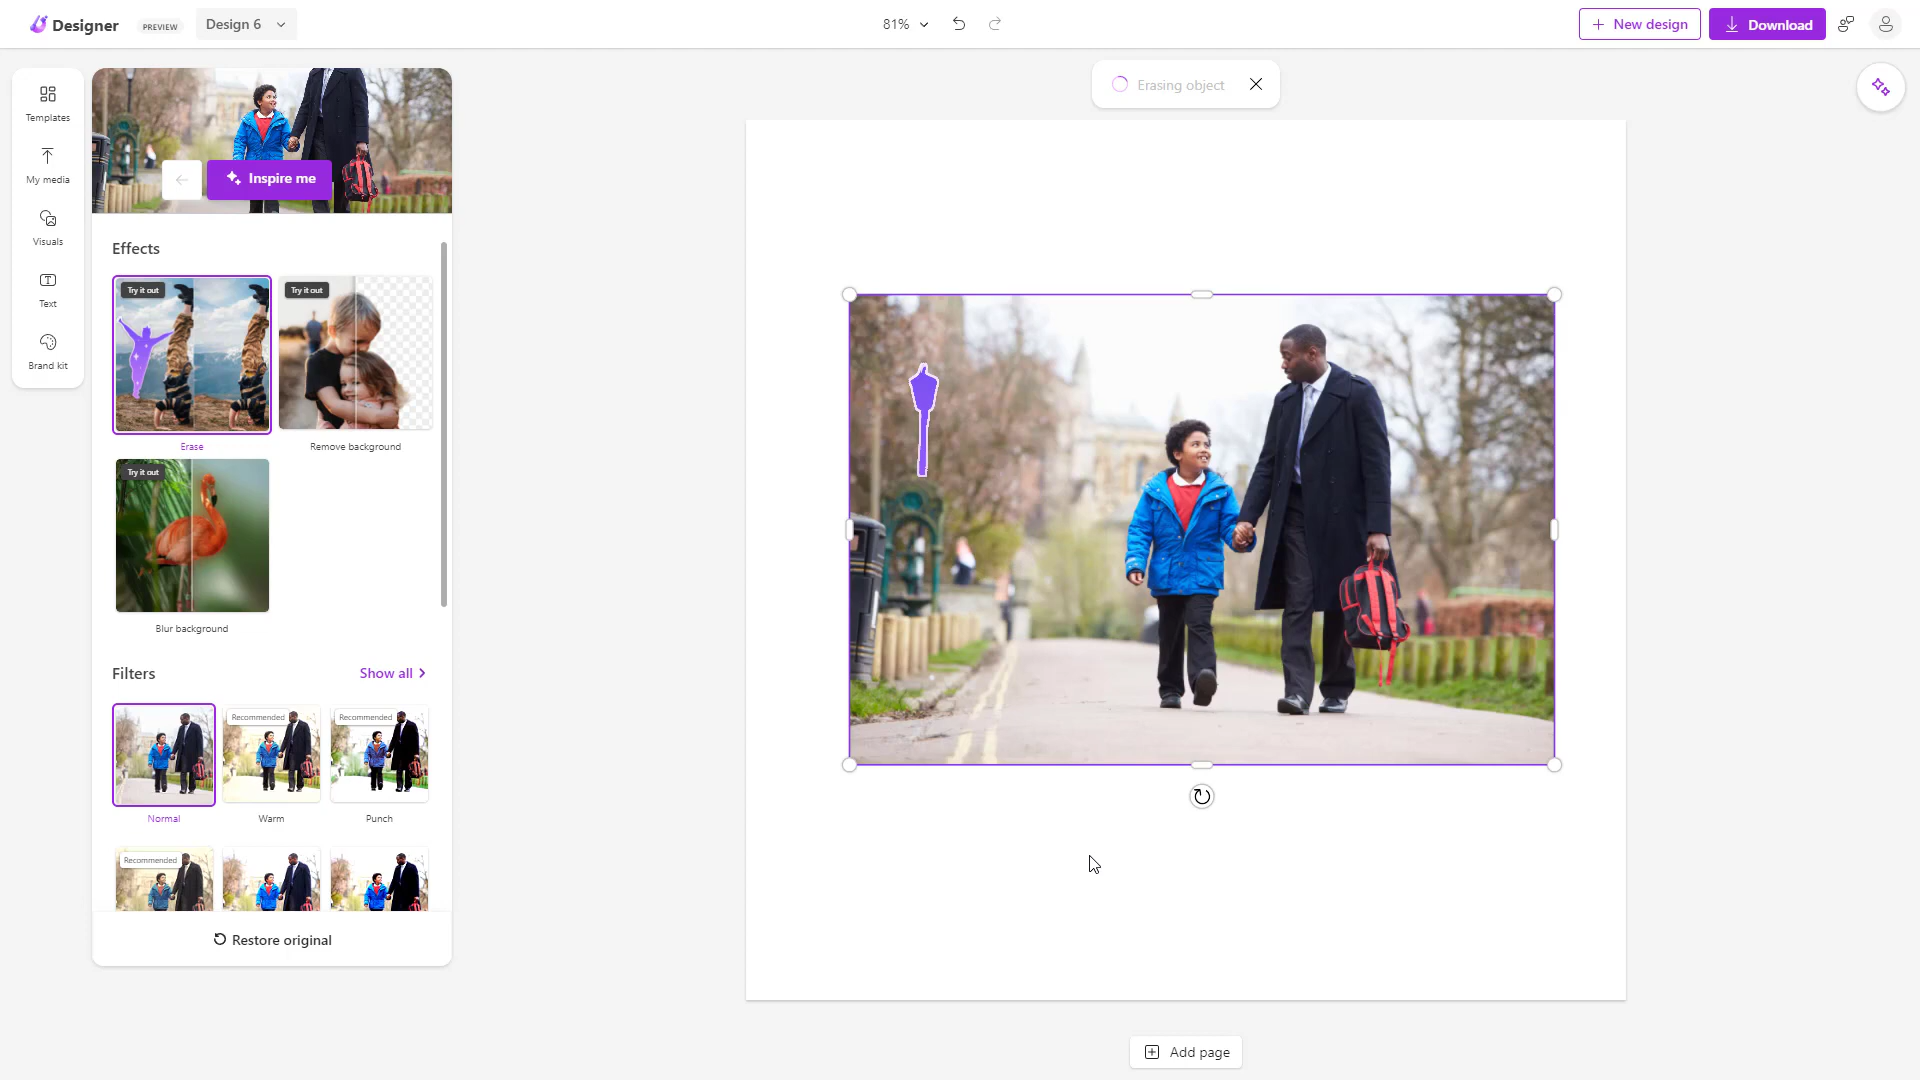 Designer
PREVIEW
Design 6
81%
New design
Download
Templates
My media
Visuals
Text
Brand kit
Inspire me
Erasing object
Effects
Try it out
Try it out
Erase
Remove background
Try it out
Blur background
Filters
Show all
Recommended
Recommended
Normal
Warm
Punch
Recommended
Restore original
Add page